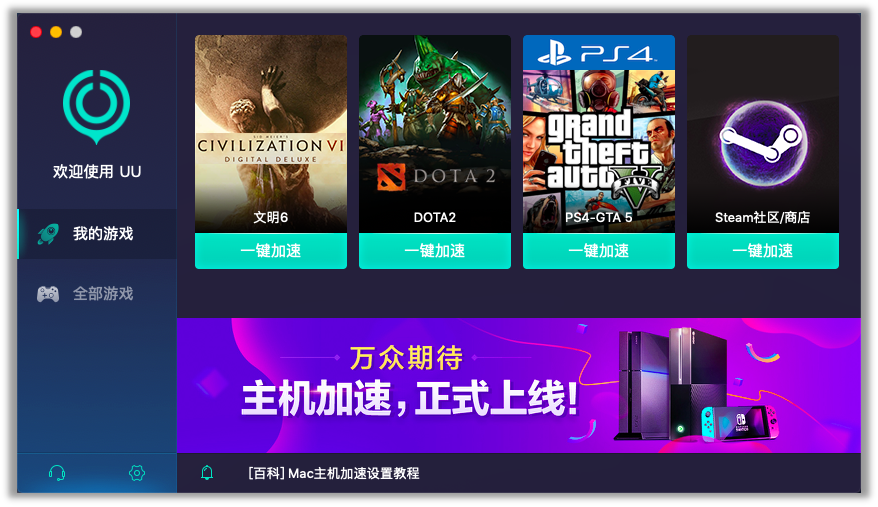 欢迎使用 UU
我的游戏
全部游戏
SID MEIER'S
CIVILIZATION VI
DIGITAL DELUXE
文明6
一键加速
DOTA 2
DOTA2
一键加速
PS4
grand
theft
auto
V
FIVE
PS4-GTA 5
一键加速
Steam社区/商店
一键加速
万众期待
主机加速，正式上线!
[百科] Mac主机加速设置教程